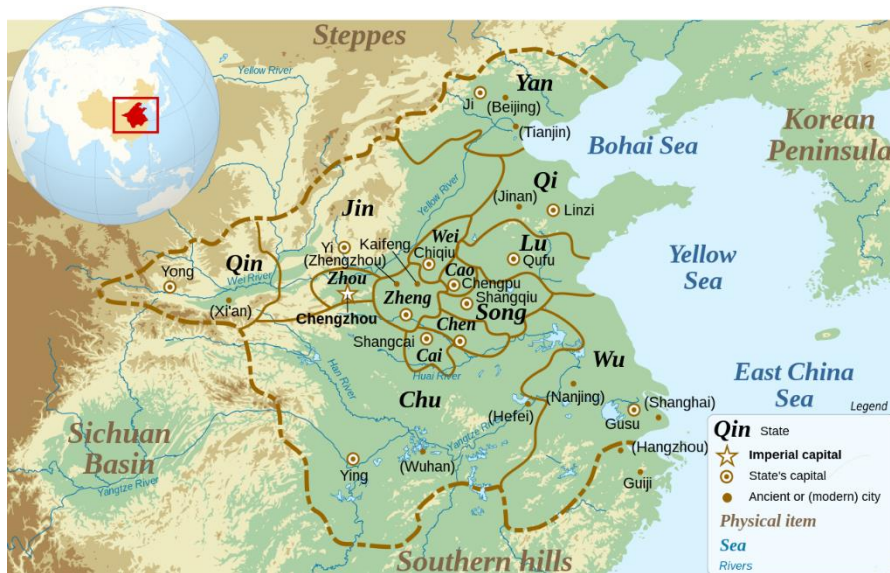 Steppes
Yellow River
Yan
Ji
(Beijing)
(Tianjin)
Bohai Sea
Korean
Peninsula
Qi
(Jinan)
Linzi
Jin
Yellow River
Wei
Lu
Yi
Kaifeng
(Zhengzhou)
Chiqiu
Qufu
Yellow
Sea
Yong
Qin
Wei River
Zhou
Cao
Chengpu
Zheng
Shangqiu
(Xi'an)
Chengzhou
Song
Shangcai
Chen
Cai
Wu
Huai River
Han River
East China
Sea
Chu
(Nanjing)
(Hefei)
(Shanghai)
Gusu
Sichuan
Basin
Yangtze River
(Hangzhou)
Ying
(Wuhan)
Guiji
Yangtze River
Southern hills
Legend
Qin State
Imperial capital
State's capital
Ancient or (modern) city
Physical item
Sea
Rivers